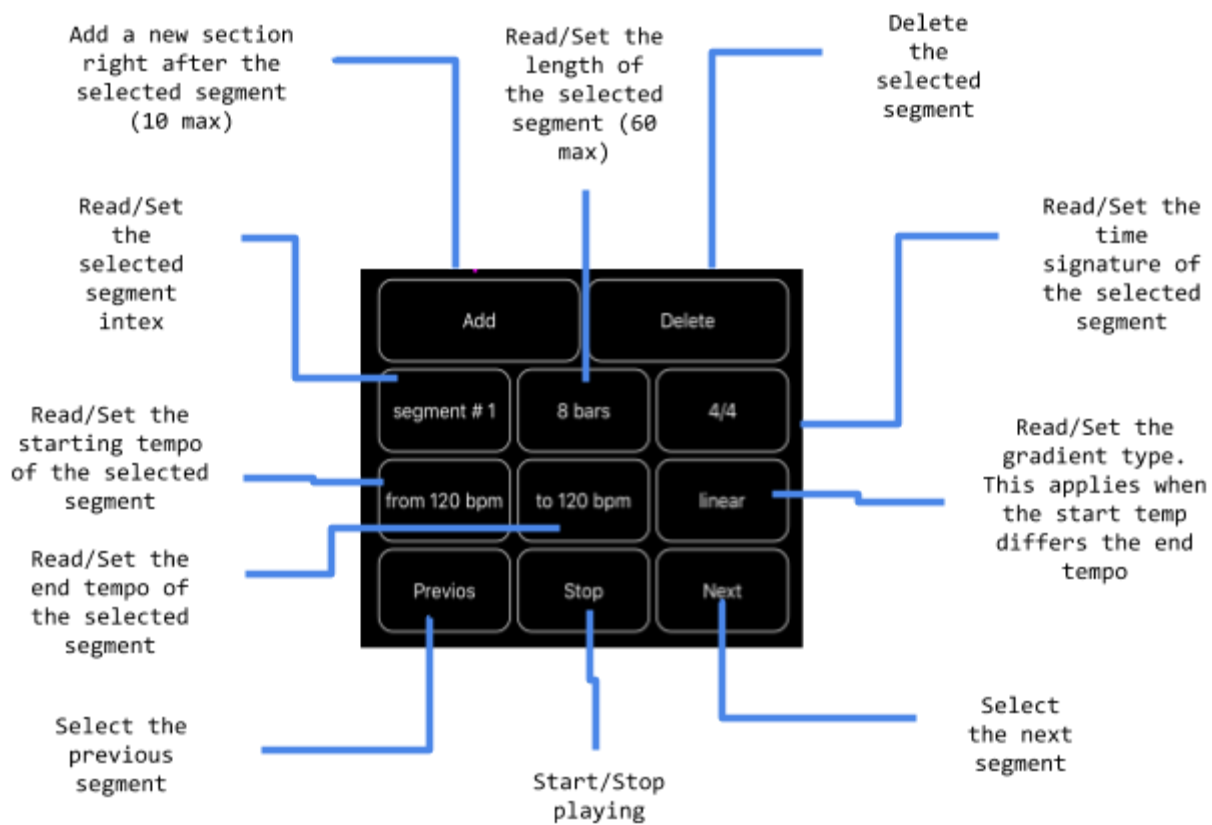 Add a new section
right after the
selected segment
(10 max)
Read/Set the
length of
the selected
segment (60
max)
Delete
the
selected
segment
Read/Set
the
selected
segment
intex
Read/Set the
time
signature of
the selected
segment
Add
Delete
segment # 1
8 bars
4/4
from 120 bpm
to 120 bpm
linear
Previos
Stop
Next
Read/Set the
starting tempo
of the selected
segment
Read/Set the
gradient type.
This applies when
the start temp
differs the end
tempo
Read/Set the
end tempo of
the selected
segment
Select the
previous
segment
Start/Stop
playing
Select
the next
segment